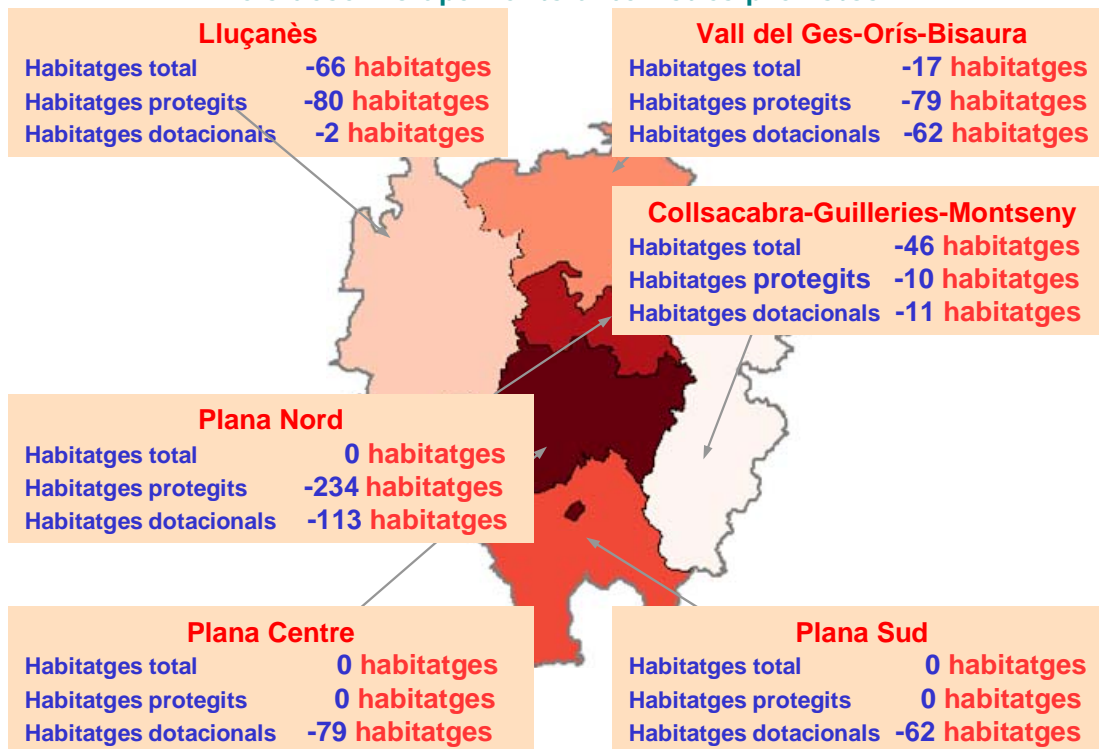 Lluçanès
Habitatges total -66 habitatges
Habitatges protegits -80 habitatges
Habitatges dotacionals -2 habitatges
Vall del Ges-Orís-Bisaura
Habitatges total -17 habitatges
Habitatges protegits -79 habitatges
Habitatges dotacionals -62 habitatges
Collsacabra-Guilleries-Montseny
Habitatges total -46 habitatges
Habitatges protegits -10 habitatges
Habitatges dotacionals -11 habitatges
Plana Nord
Habitatges total 0 habitatges
Habitatges protegits -234 habitatges
Habitatges dotacionals -113 habitatges
Plana Centre
Habitatges total 0 habitatges
Habitatges protegits 0 habitatges
Habitatges dotacionals -79 habitatges
Plana Sud
Habitatges total 0 habitatges
Habitatges protegits 0 habitatges
Habitatges dotacionals -62 habitatges